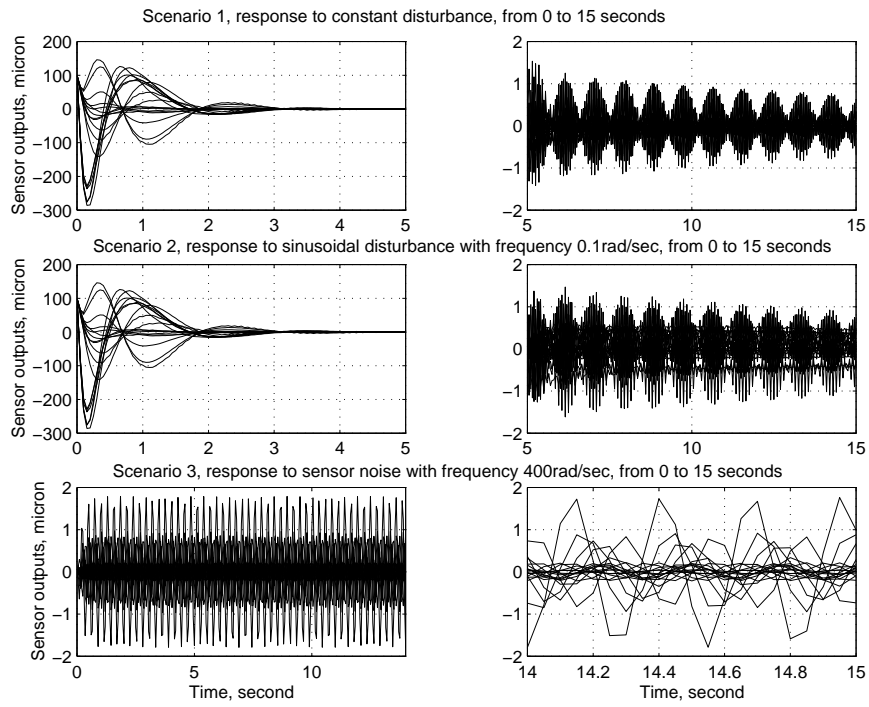 Scenario 1, response to constant disturbance, from 0 to 15 seconds
Sensor outputs, micron
200
100
0
−100
−200
−300
0 1 2 3 4 5
2
1
0
−1
−2
5 10 15
Scenario 2, response to sinusoidal disturbance with frequency 0.1rad/sec, from 0 to 15 seconds
Sensor outputs, micron
200
100
0
−100
−200
−300
0 1 2 3 4 5
2
1
0
−1
−2
5 10 15
Scenario 3, response to sensor noise with frequency 400rad/sec, from 0 to 15 seconds
Sensor outputs, micron
2
1
0
−1
−2
0 5 10
Time, second
2
1
0
−1
−2
14 14.2 14.4 14.6 14.8 15
Time, second